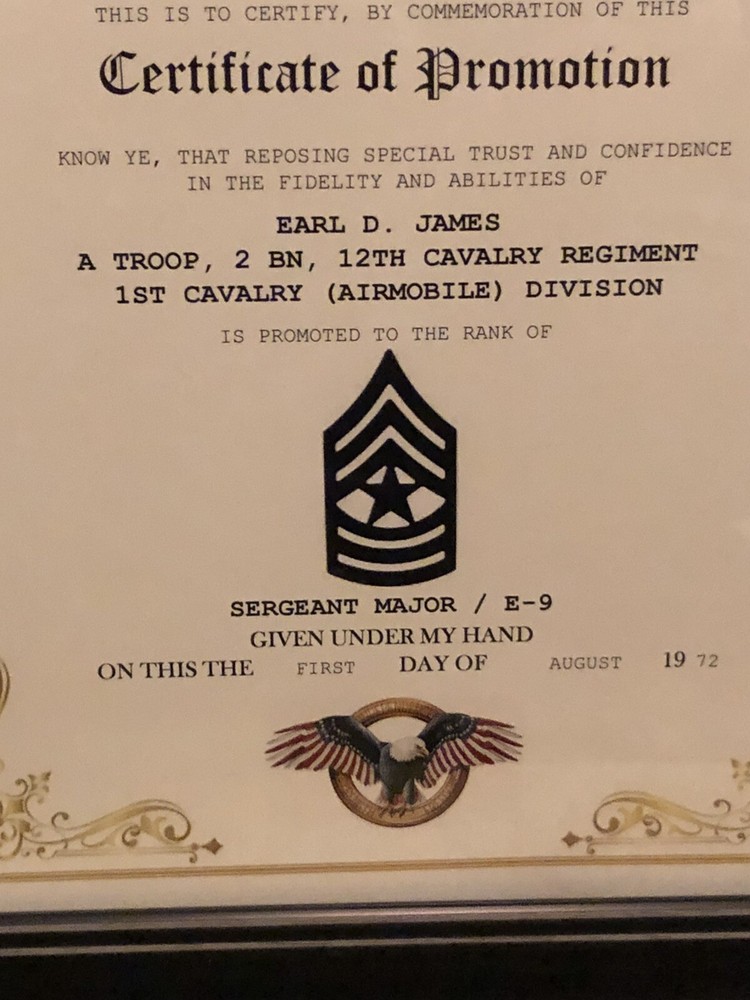 THIS IS TO CERTIFY, BY COMMEMORATION OF THIS
Certificate of Promotion
KNOW YE, THAT REPOSING SPECIAL TRUST AND CONFIDENCE
IN THE FIDELITY AND ABILITIES OF
EARL D. JAMES
A TROOP, 2 BN, 12TH CAVALRY REGIMENT
1ST CAVALRY (AIRMOBILE) DIVISION
IS PROMOTED TO THE RANK OF
SERGEANT MAJOR / E-9
GIVEN UNDER MY HAND
ON THIS THE FIRST DAY OF AUGUST 19 72